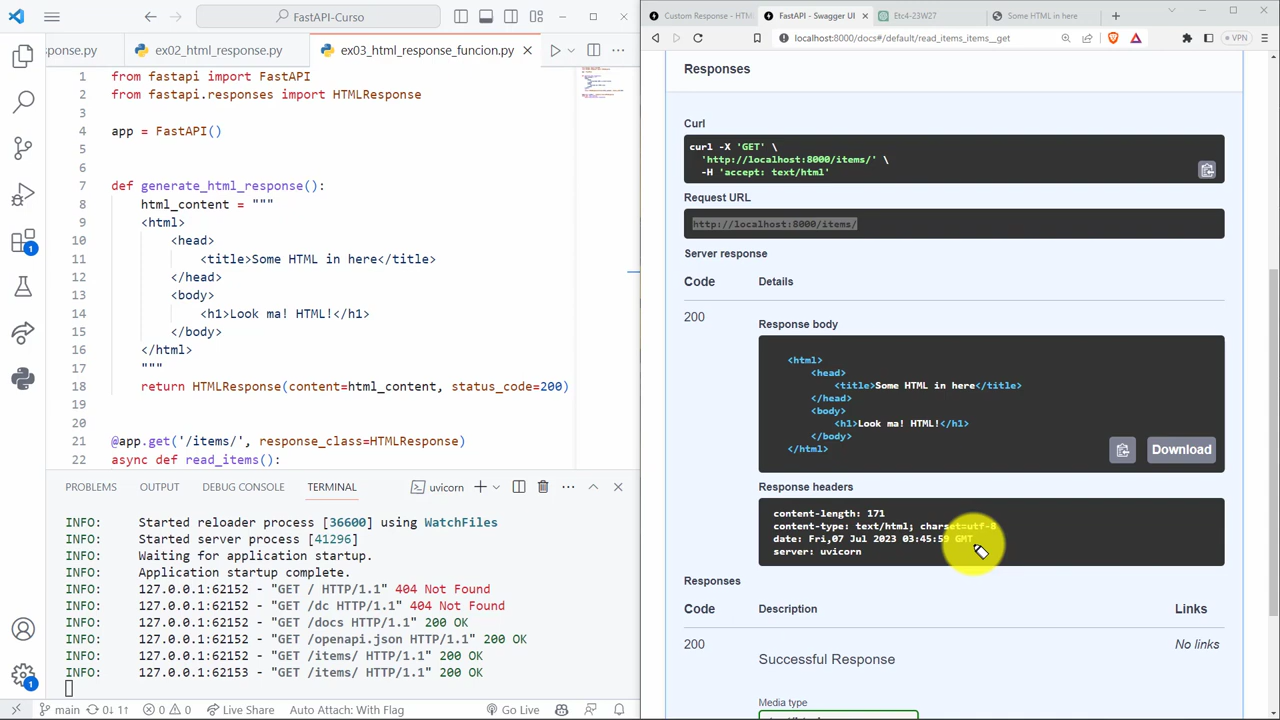 FastAPI-Curso
sponse.py
ex02_html_response.py
ex03_html_response_funcion.py
1 from fastapi import FastAPI
2 from fastapi.responses import HTMLResponse
3
4 app = FastAPI()
5
6
7 def generate_html_response():
8 html_content = """
9 <html>
10 <head>
11 <title>Some HTML in here</title>
12 </head>
13 <body>
14 <h1>Look ma! HTML!</h1>
15 </body>
16 </html>
17 """
18 return HTMLResponse(content=html_content, status_code=200)
19
20
21 @app.get('/items/', response_class=HTMLResponse)
22 async def read_items():
PROBLEMS OUTPUT DEBUG CONSOLE TERMINAL uvicorn
INFO: Started reloader process [36600] using WatchFiles
INFO: Started server process [41296]
INFO: Waiting for application startup.
INFO: Application startup complete.
INFO: 127.0.0.1:62152 - "GET / HTTP/1.1" 404 Not Found
INFO: 127.0.0.1:62152 - "GET /dc HTTP/1.1" 404 Not Found
INFO: 127.0.0.1:62152 - "GET /docs HTTP/1.1" 200 OK
INFO: 127.0.0.1:62152 - "GET /openapi.json HTTP/1.1" 200 OK
INFO: 127.0.0.1:62152 - "GET /items/ HTTP/1.1" 200 OK
INFO: 127.0.0.1:62153 - "GET /items/ HTTP/1.1" 200 OK
1
1
main 0↓ 1↑ 0 0 Live Share Auto Attach: With Flag Go Live
Custom Response - HTM
FastAPI - Swagger UI
Etc4-23W27
Some HTML in here
localhost:8000/docs#/default/read_items_items__get
VPN
Responses
Curl
curl -X 'GET' \
'http://localhost:8000/items/' \
-H 'accept: text/html'
Request URL
http://localhost:8000/items/
Server response
Code Details
200
Response body
<html>
<head>
<title>Some HTML in here</title>
</head>
<body>
<h1>Look ma! HTML!</h1>
</body>
</html>
Download
Response headers
content-length: 171
content-type: text/html; charset=utf-8
date: Fri,07 Jul 2023 03:45:59 GMT
server: uvicorn
Responses
Code Description Links
200 No links
Successful Response
Media type